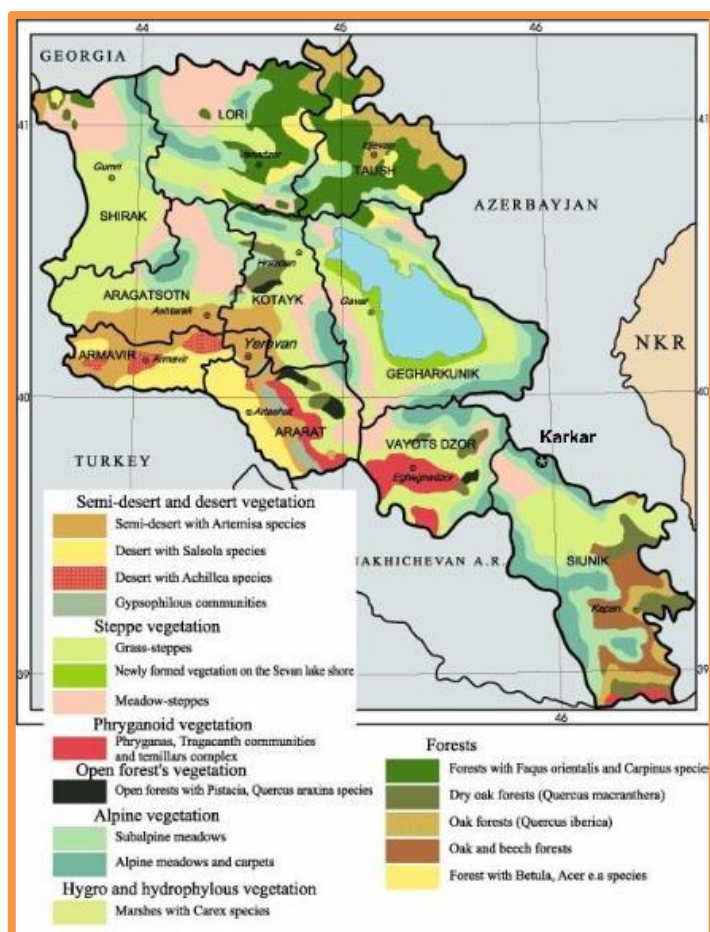 44
45
46
GEORGIA
41
41
LORI
Vanadzor
Idjevan
TAUSH
Gumri
SHIRAK
AZERBAYJAN
Hrazdan
ARAGATSOTN
KOTAYK
Gavar
Ashtarak
Yerevan
ARMAVIR
Armavir
NKR
GEGHARKUNIK
40
40
Artashat
ARARAT
VAYOTS DZOR
Karkar
TURKEY
Eghegnadzor
NAKHICHEVAN A.R.
SIUNIK
Kapan
39
39
46
46
Semi-desert and desert vegetation
Semi-desert with Artemisa species
Desert with Salsola species
Desert with Achillea species
Gypsophilous communities
Steppe vegetation
Grass-steppes
Newly formed vegetation on the Sevan lake shore
Meadow-steppes
Phryganoid vegetation
Phryganas, Tragacanth communities
and temillars complex
Open forest's vegetation
Open forests with Pistacia, Quercus araxina species
Alpine vegetation
Subalpine meadows
Alpine meadows and carpets
Hygro and hydrophylous vegetation
Marshes with Carex species
Forests
Forests with Faqus orientalis and Carpinus species
Dry oak forests (Quercus macranthera)
Oak forests (Quercus iberica)
Oak and beech forests
Forest with Betula, Acer e.a species